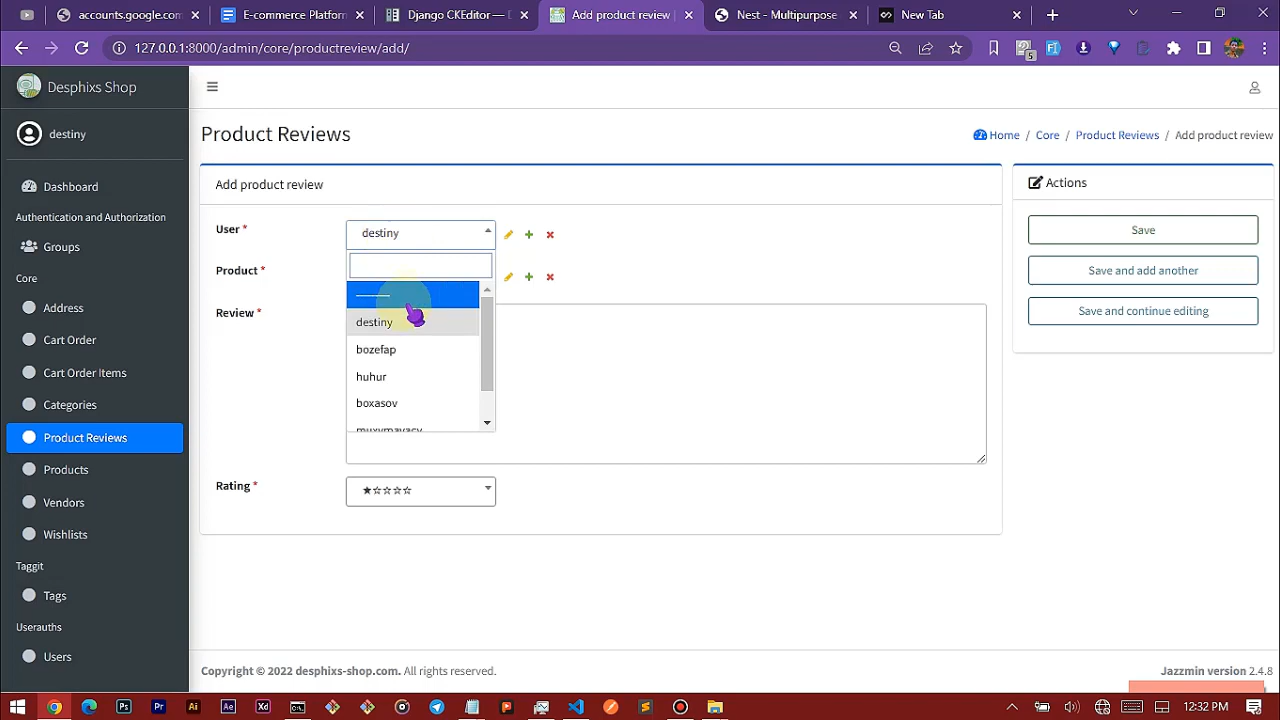 accounts.google.com
E-commerce Platform
Django CKEditor – D
Add product review
Nest - Multipurpose
New Tab
127.0.0.1:8000/admin/core/productreview/add/
5
Desphixs Shop
destiny
Dashboard
Authentication and Authorization
Groups
Core
Address
Cart Order
Cart Order Items
Categories
Product Reviews
Products
Vendors
Wishlists
Taggit
Tags
Userauths
Users
Product Reviews
Home / Core / Product Reviews / Add product review
Add product review
User *
destiny
Product *
Review *
---------
destiny
bozefap
huhur
boxasov
Rating *
★☆☆☆☆
Actions
Save
Save and add another
Save and continue editing
Copyright © 2022 desphixs-shop.com. All rights reserved.
Jazzmin version 2.4.8
12:32 PM